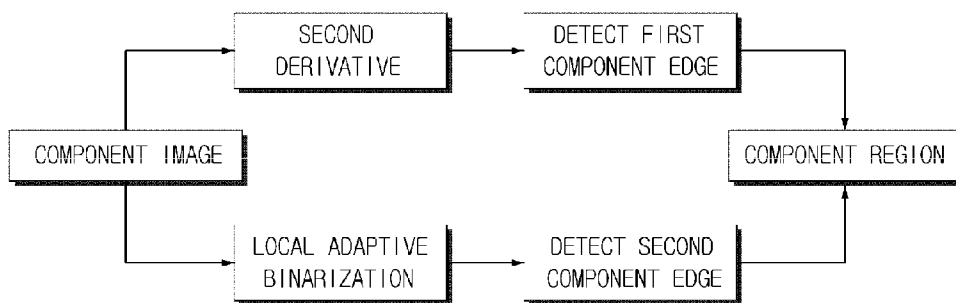 SECOND
DERIVATIVE
DETECT FIRST
COMPONENT EDGE
COMPONENT IMAGE
COMPONENT REGION
LOCAL ADAPTIVE
BINARIZATION
DETECT SECOND
COMPONENT EDGE